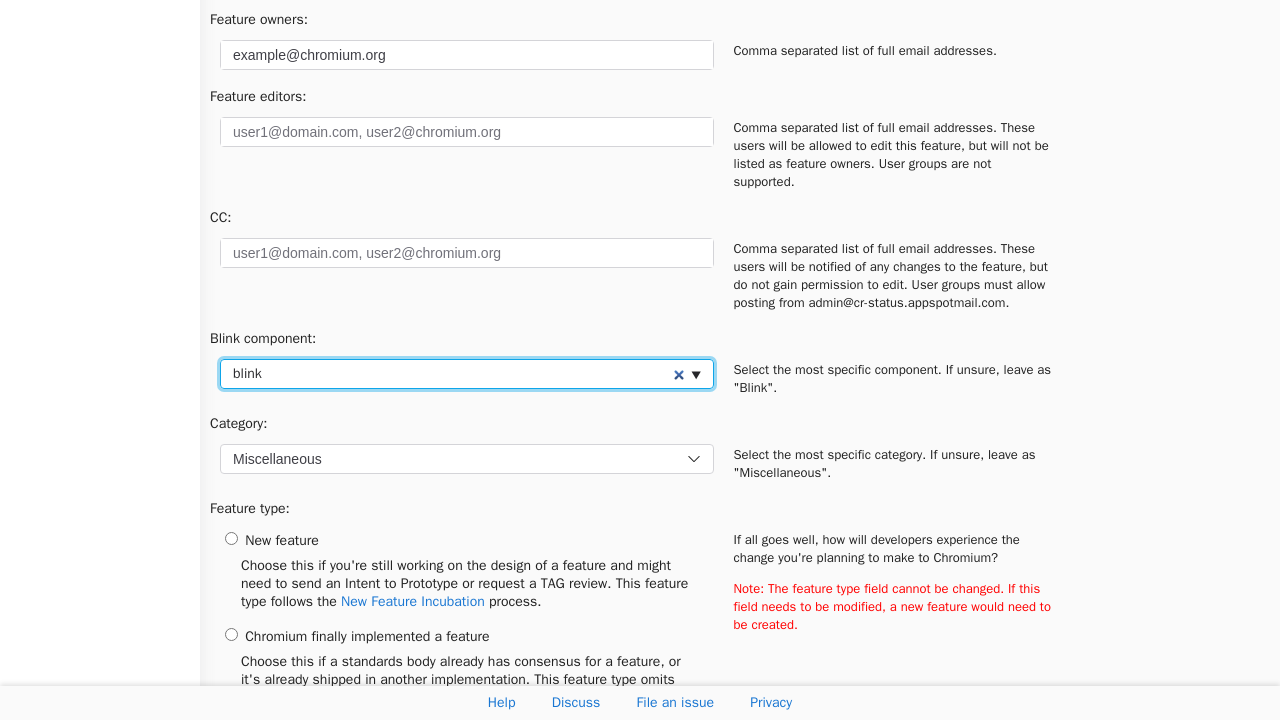 Feature owners:
example@chromium.org
Comma separated list of full email addresses.
Feature editors:
user1@domain.com, user2@chromium.org
Comma separated list of full email addresses. These
users will be allowed to edit this feature, but will not be
listed as feature owners. User groups are not
supported.
CC:
user1@domain.com, user2@chromium.org
Comma separated list of full email addresses. These
users will be notified of any changes to the feature, but
do not gain permission to edit. User groups must allow
posting from admin@cr-status.appspotmail.com.
Blink component:
blink
Select the most specific component. If unsure, leave as
"Blink".
Category:
Miscellaneous
Select the most specific category. If unsure, leave as
"Miscellaneous".
Feature type:
New feature
Choose this if you're still working on the design of a feature and might
need to send an Intent to Prototype or request a TAG review. This feature
type follows the New Feature Incubation process.
Chromium finally implemented a feature
Choose this if a standards body already has consensus for a feature, or
it's already shipped in another implementation. This feature type omits
If all goes well, how will developers experience the
change you're planning to make to Chromium?
Note: The feature type field cannot be changed. If this
field needs to be modified, a new feature would need to
be created.
Help Discuss File an issue Privacy